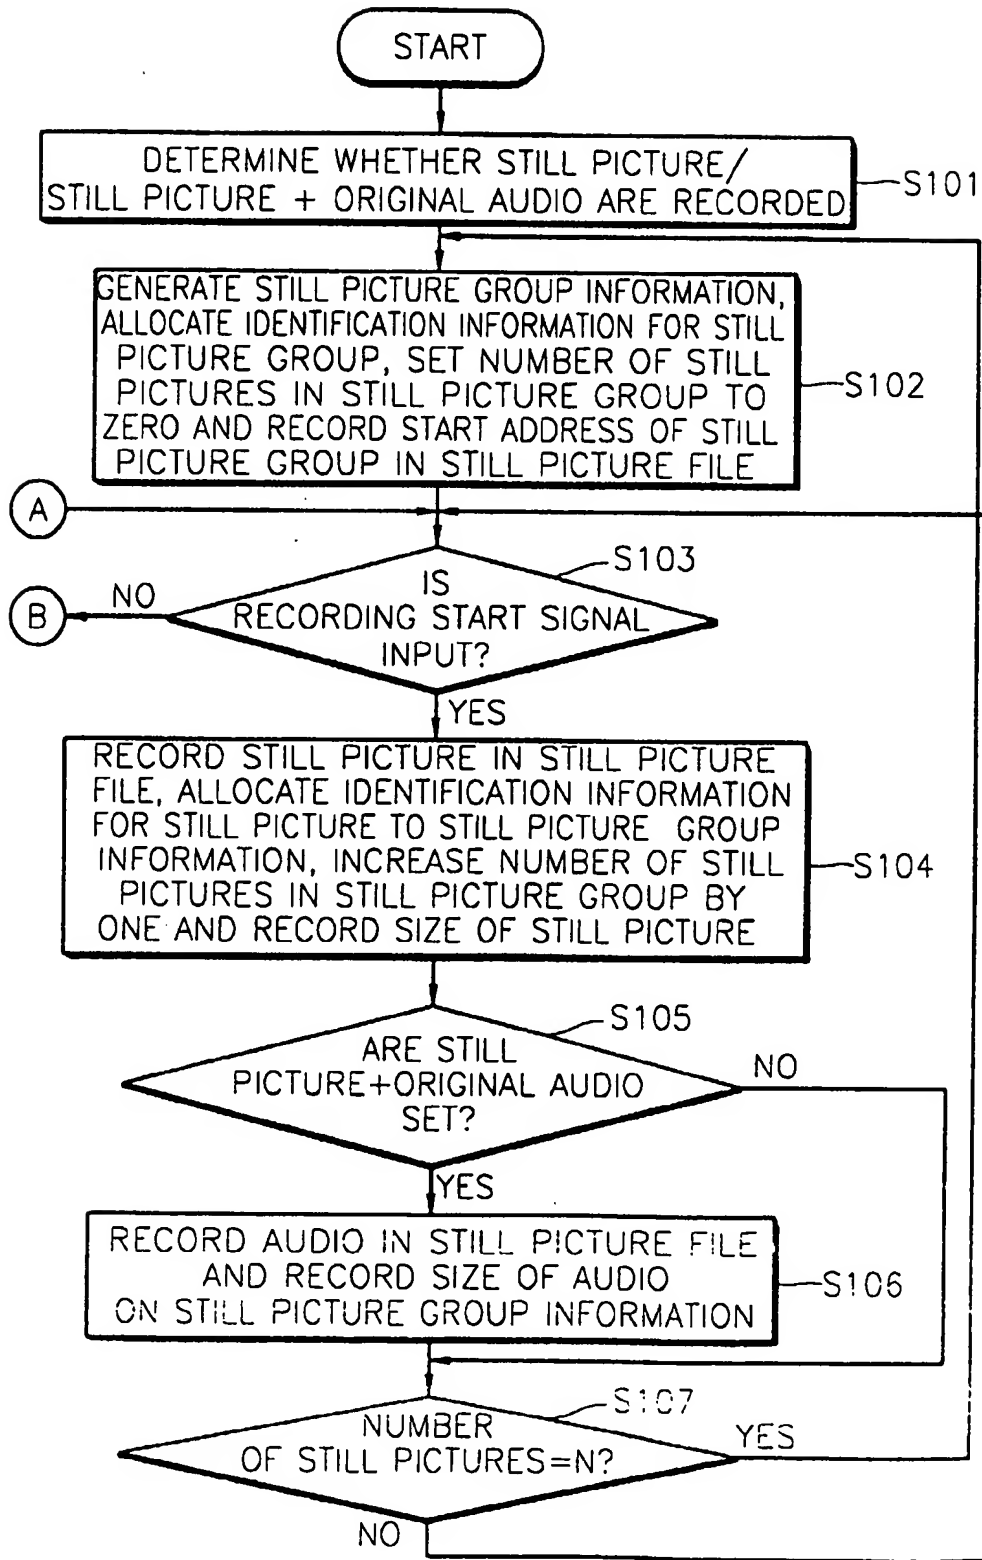 START
DETERMINE WHETHER STILL PICTURE/
STILL PICTURE + ORIGINAL AUDIO ARE RECORDED
S101
GENERATE STILL PICTURE GROUP INFORMATION,
ALLOCATE IDENTIFICATION INFORMATION FOR STILL
PICTURE GROUP, SET NUMBER OF STILL
PICTURES IN STILL PICTURE GROUP TO
ZERO AND RECORD START ADDRESS OF STILL
PICTURE GROUP IN STILL PICTURE FILE
S102
A
S103
IS
RECORDING START SIGNAL
INPUT?
NO
B
YES
RECORD STILL PICTURE IN STILL PICTURE
FILE, ALLOCATE IDENTIFICATION INFORMATION
FOR STILL PICTURE TO STILL PICTURE GROUP
INFORMATION, INCREASE NUMBER OF STILL
PICTURES IN STILL PICTURE GROUP BY
ONE AND RECORD SIZE OF STILL PICTURE
S104
S105
ARE STILL
PICTURE+ORIGINAL AUDIO
SET?
NO
YES
RECORD AUDIO IN STILL PICTURE FILE
AND RECORD SIZE OF AUDIO
ON STILL PICTURE GROUP INFORMATION
S106
S107
NUMBER
OF STILL PICTURES=N?
YES
NO